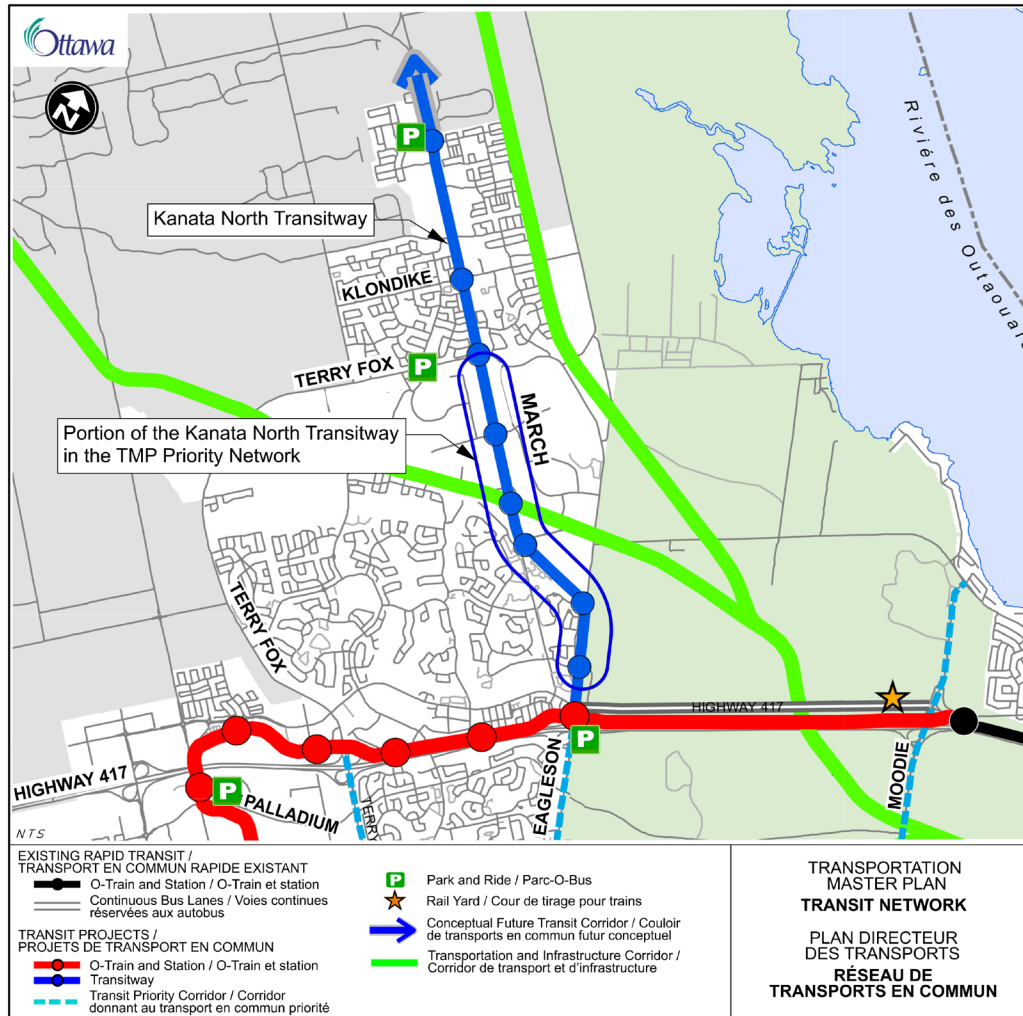 Ottawa
N
P
Kanata North Transitway
KLONDIKE
TERRY FOX
P
MARCH
Portion of the Kanata North Transitway
in the TMP Priority Network
Rivière des Outaouais
TERRY FOX
HIGHWAY 417
HIGHWAY 417
P
P
PALLADIUM
TERRY
EAGLESON
MOODIE
NTS
EXISTING RAPID TRANSIT /
TRANSPORT EN COMMUN RAPIDE EXISTANT
O-Train and Station / O-Train et station
Continuous Bus Lanes / Voies continues
réservées aux autobus
TRANSIT PROJECTS /
PROJETS DE TRANSPORT EN COMMUN
O-Train and Station / O-Train et station
Transitway
Transit Priority Corridor / Corridor
donnant au transport en commun priorité
P
Park and Ride / Parc-O-Bus
Rail Yard / Cour de tirage pour trains
Conceptual Future Transit Corridor / Couloir
de transports en commun futur conceptuel
Transportation and Infrastructure Corridor /
Corridor de transport et d'infrastructure
TRANSPORTATION
MASTER PLAN
TRANSIT NETWORK
PLAN DIRECTEUR
DES TRANSPORTS
RÉSEAU DE
TRANSPORTS EN COMMUN